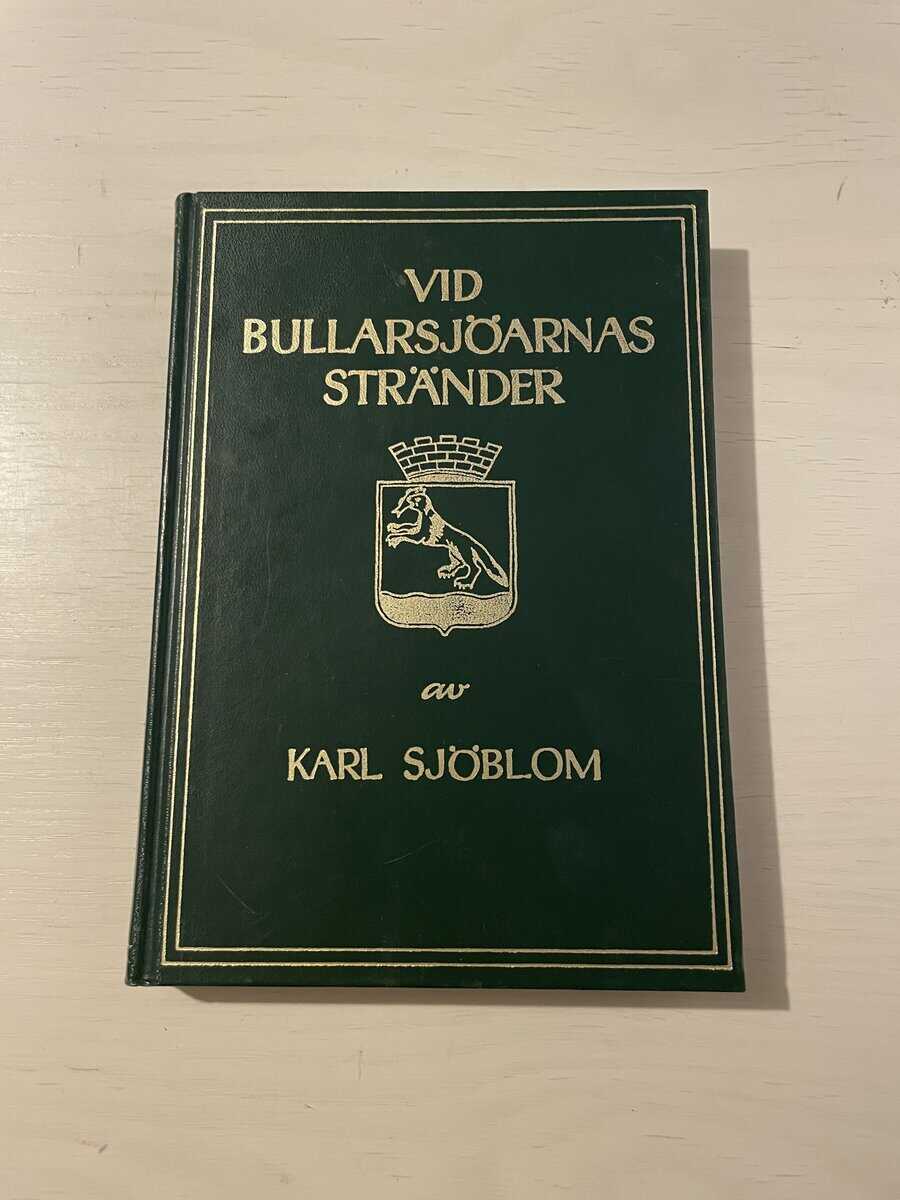 VID
BULLARSJÖARNAS
STRÄNDER
av
KARL SJÖBLOM